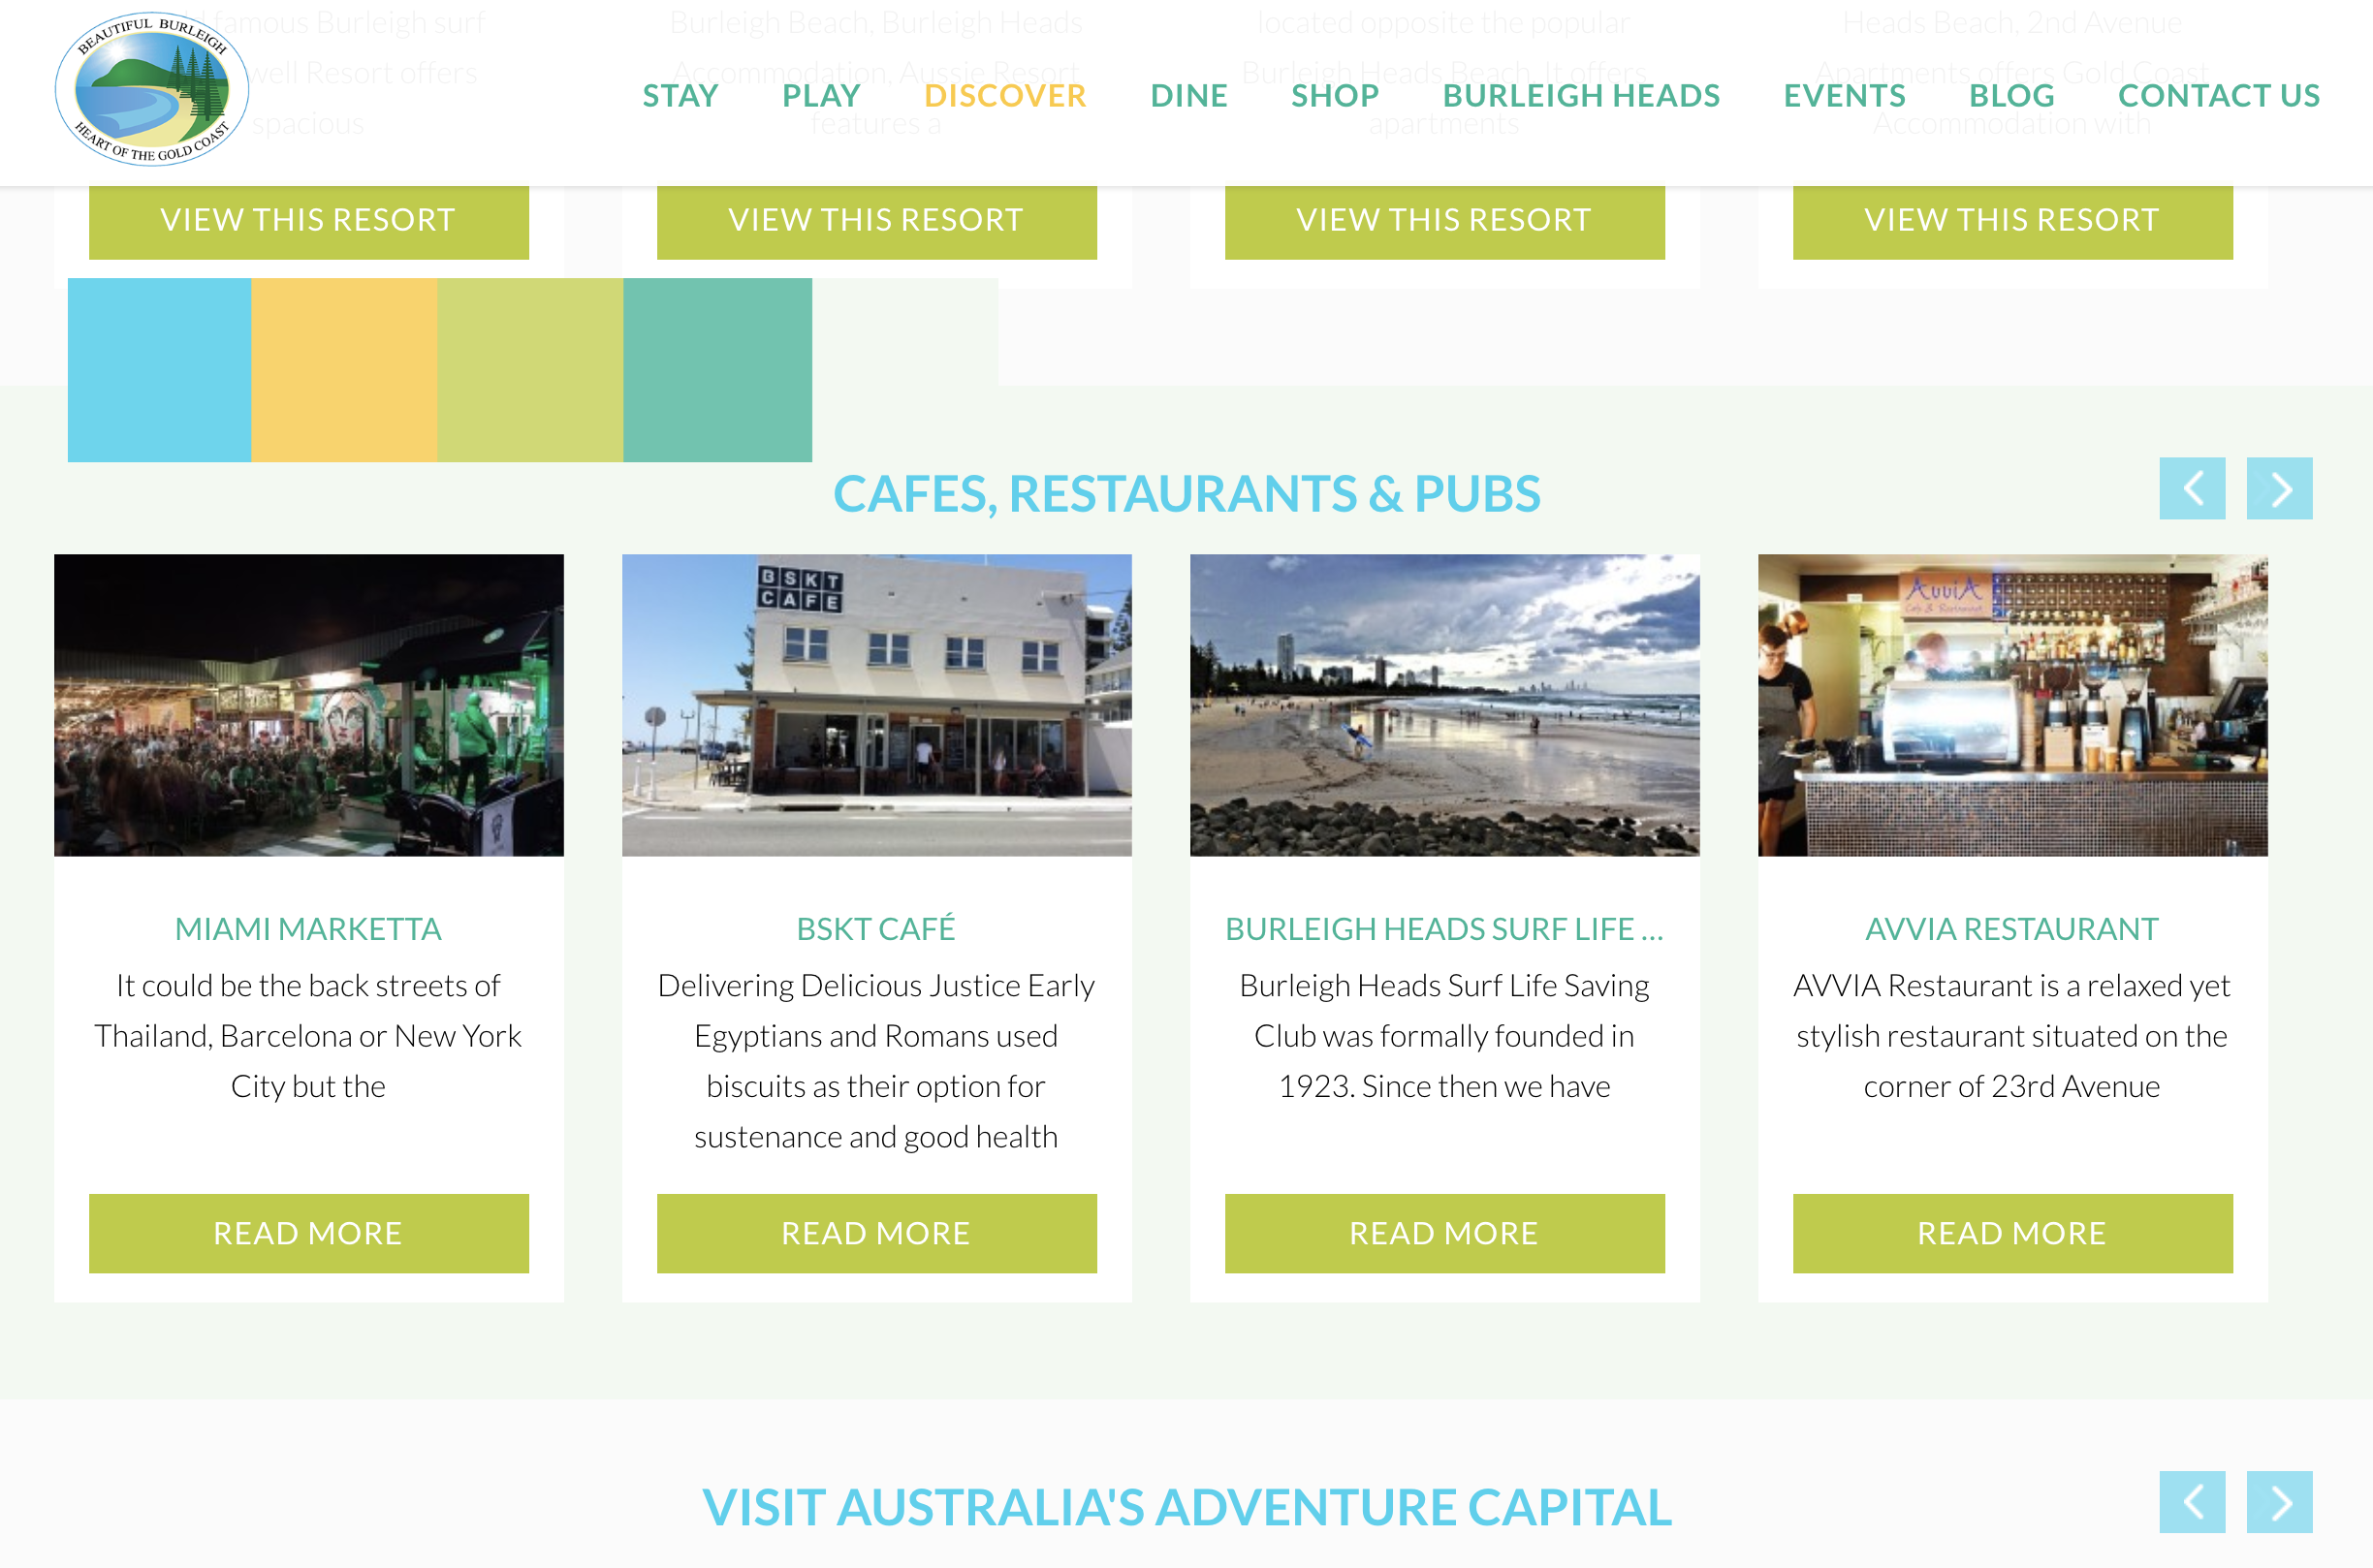 BEAUTIFUL BURLEIGH
HEART OF THE GOLD COAST
famous Burleigh surf
well Resort offers
spacious
Burleigh Beach, Burleigh Heads
Accommodation. Aussie Resort
features a
located opposite the popular
Burleigh Heads Beach. It offers
apartments
Heads Beach, 2nd Avenue
Apartments offers Gold Coast
Accommodation with
STAY PLAY DISCOVER DINE SHOP BURLEIGH HEADS EVENTS BLOG CONTACT US
VIEW THIS RESORT VIEW THIS RESORT VIEW THIS RESORT VIEW THIS RESORT
CAFES, RESTAURANTS & PUBS
BSKT
CAFE
AvviA
Cafe & Restaurant
MIAMI MARKETTA
It could be the back streets of
Thailand, Barcelona or New York
City but the
READ MORE
BSKT CAFÉ
Delivering Delicious Justice Early
Egyptians and Romans used
biscuits as their option for
sustenance and good health
READ MORE
BURLEIGH HEADS SURF LIFE ...
Burleigh Heads Surf Life Saving
Club was formally founded in
1923. Since then we have
READ MORE
AVVIA RESTAURANT
AVVIA Restaurant is a relaxed yet
stylish restaurant situated on the
corner of 23rd Avenue
READ MORE
VISIT AUSTRALIA'S ADVENTURE CAPITAL